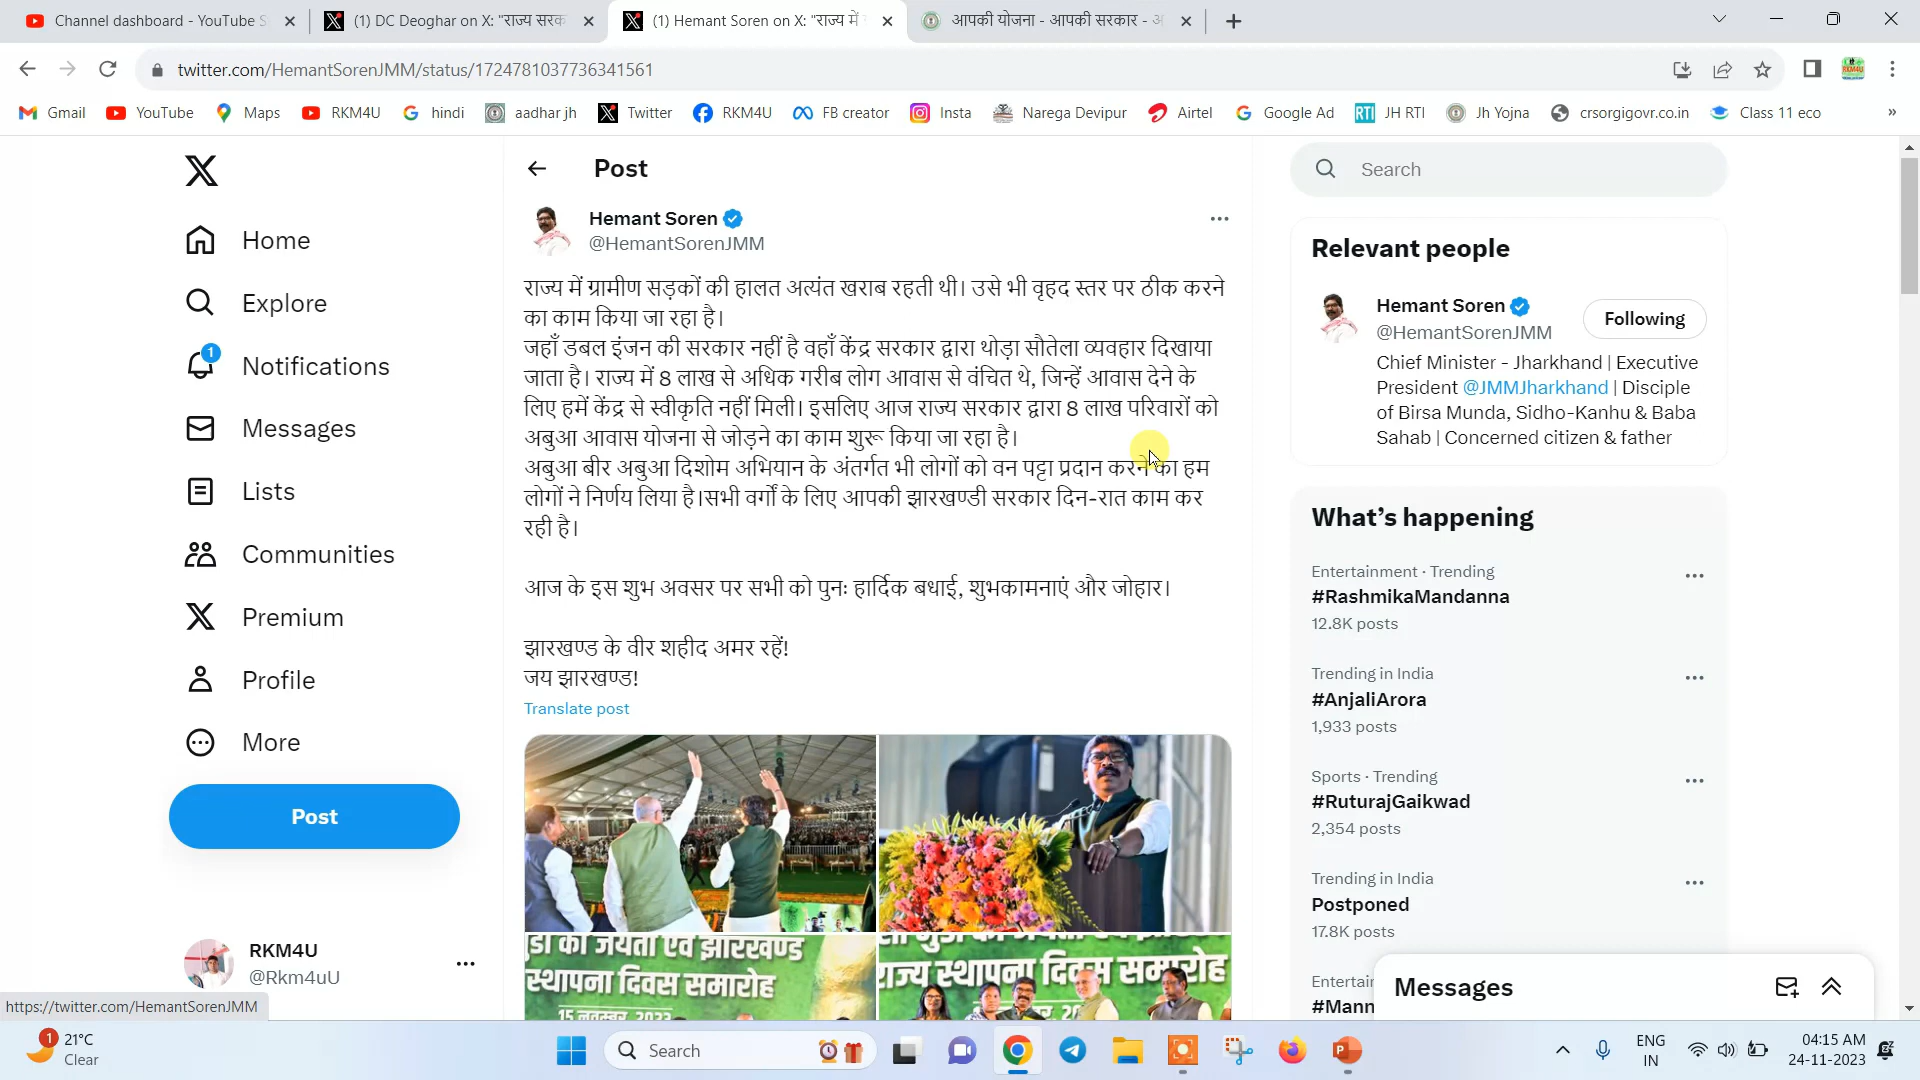 Channel dashboard - YouTube S
(1) DC Deoghar on X: "राज्य सरक
(1) Hemant Soren on X: "राज्य में
आपकी योजना - आपकी सरकार - अ
twitter.com/HemantSorenJMM/status/1724781037736341561
Gmail
YouTube
Maps
RKM4U
hindi
aadhar jh
Twitter
RKM4U
FB creator
Insta
Narega Devipur
Airtel
Google Ad
RTI
JH RTI
Jh Yojna
crsorgigovr.co.in
Class 11 eco
»
Home
Explore
1
Notifications
Messages
Lists
Communities
Premium
Profile
More
Post
RKM4U
@Rkm4uU
https://twitter.com/HemantSorenJMM
Post
Hemant Soren
@HemantSorenJMM
राज्य में ग्रामीण सड़कों की हालत अत्यंत खराब रहती थी। उसे भी वृहद स्तर पर ठीक करने
का काम किया जा रहा है।
जहाँ डबल इंजन की सरकार नहीं है वहाँ केंद्र सरकार द्वारा थोड़ा सौतेला व्यवहार दिखाया
जाता है। राज्य में 8 लाख से अधिक गरीब लोग आवास से वंचित थे, जिन्हें आवास देने के
लिए हमें केंद्र से स्वीकृति नहीं मिली। इसलिए आज राज्य सरकार द्वारा 8 लाख परिवारों को
अबुआ आवास योजना से जोड़ने का काम शुरू किया जा रहा है।
अबुआ बीर अबुआ दिशोम अभियान के अंतर्गत भी लोगों को वन पट्टा प्रदान करने का हम
लोगों ने निर्णय लिया है।सभी वर्गों के लिए आपकी झारखण्डी सरकार दिन-रात काम कर
रही है।
आज के इस शुभ अवसर पर सभी को पुनः हार्दिक बधाई, शुभकामनाएं और जोहार।
झारखण्ड के वीर शहीद अमर रहें!
जय झारखण्ड!
Translate post
स्थापना दिवस समारोह
15 नवम्बर, 2023
राज्य स्थापना दिवस समारोह
Search
Relevant people
Hemant Soren
@HemantSorenJMM
Following
Chief Minister - Jharkhand | Executive
President @JMMJharkhand | Disciple
of Birsa Munda, Sidho-Kanhu & Baba
Sahab | Concerned citizen & father
What's happening
Entertainment · Trending
#RashmikaMandanna
12.8K posts
Trending in India
#AnjaliArora
1,933 posts
Sports · Trending
#RuturajGaikwad
2,354 posts
Trending in India
Postponed
17.8K posts
Entertai
#Mann
Messages
1
21°C
Clear
Search
ENG
IN
04:15 AM
24-11-2023